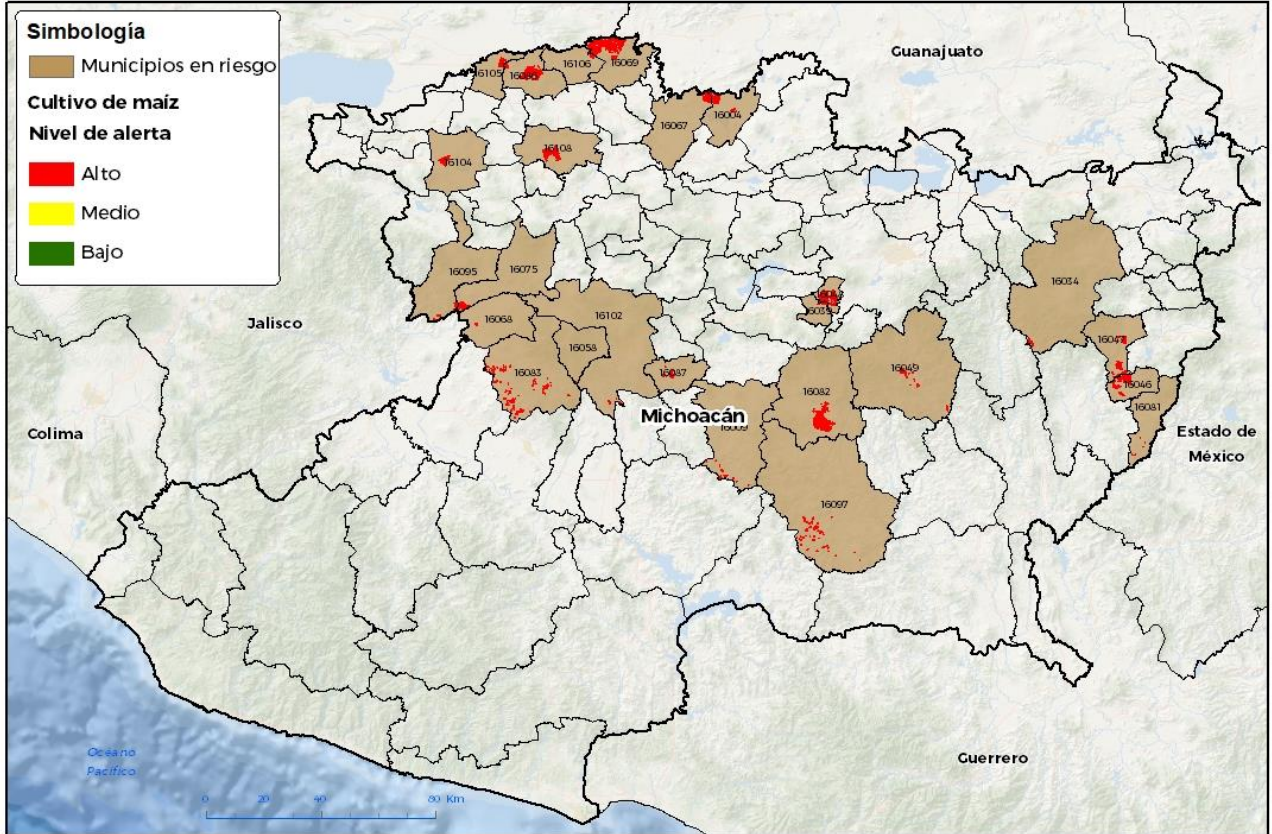 Simbología
Municipios en riesgo
Cultivo de maíz
Nivel de alerta
Alto
Medio
Bajo
Guanajuato
16105
16106
16069
16067
16004
16104
16108
16095
16075
16034
16068
16102
16058
16083
16087
16039
16049
16046
16081
16082
16097
Michoacán
Jalisco
Colima
Estado de
México
Guerrero
Océano
Pacífico
0 20 40 80 Km